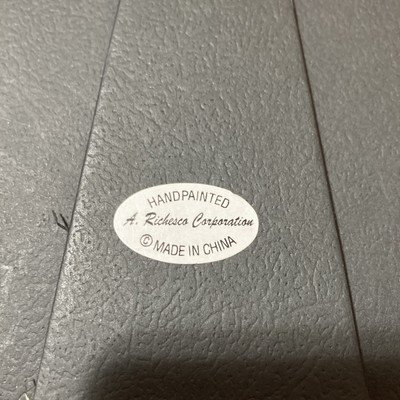 HANDPAINTED
A. Richesco Corporation
© MADE IN CHINA